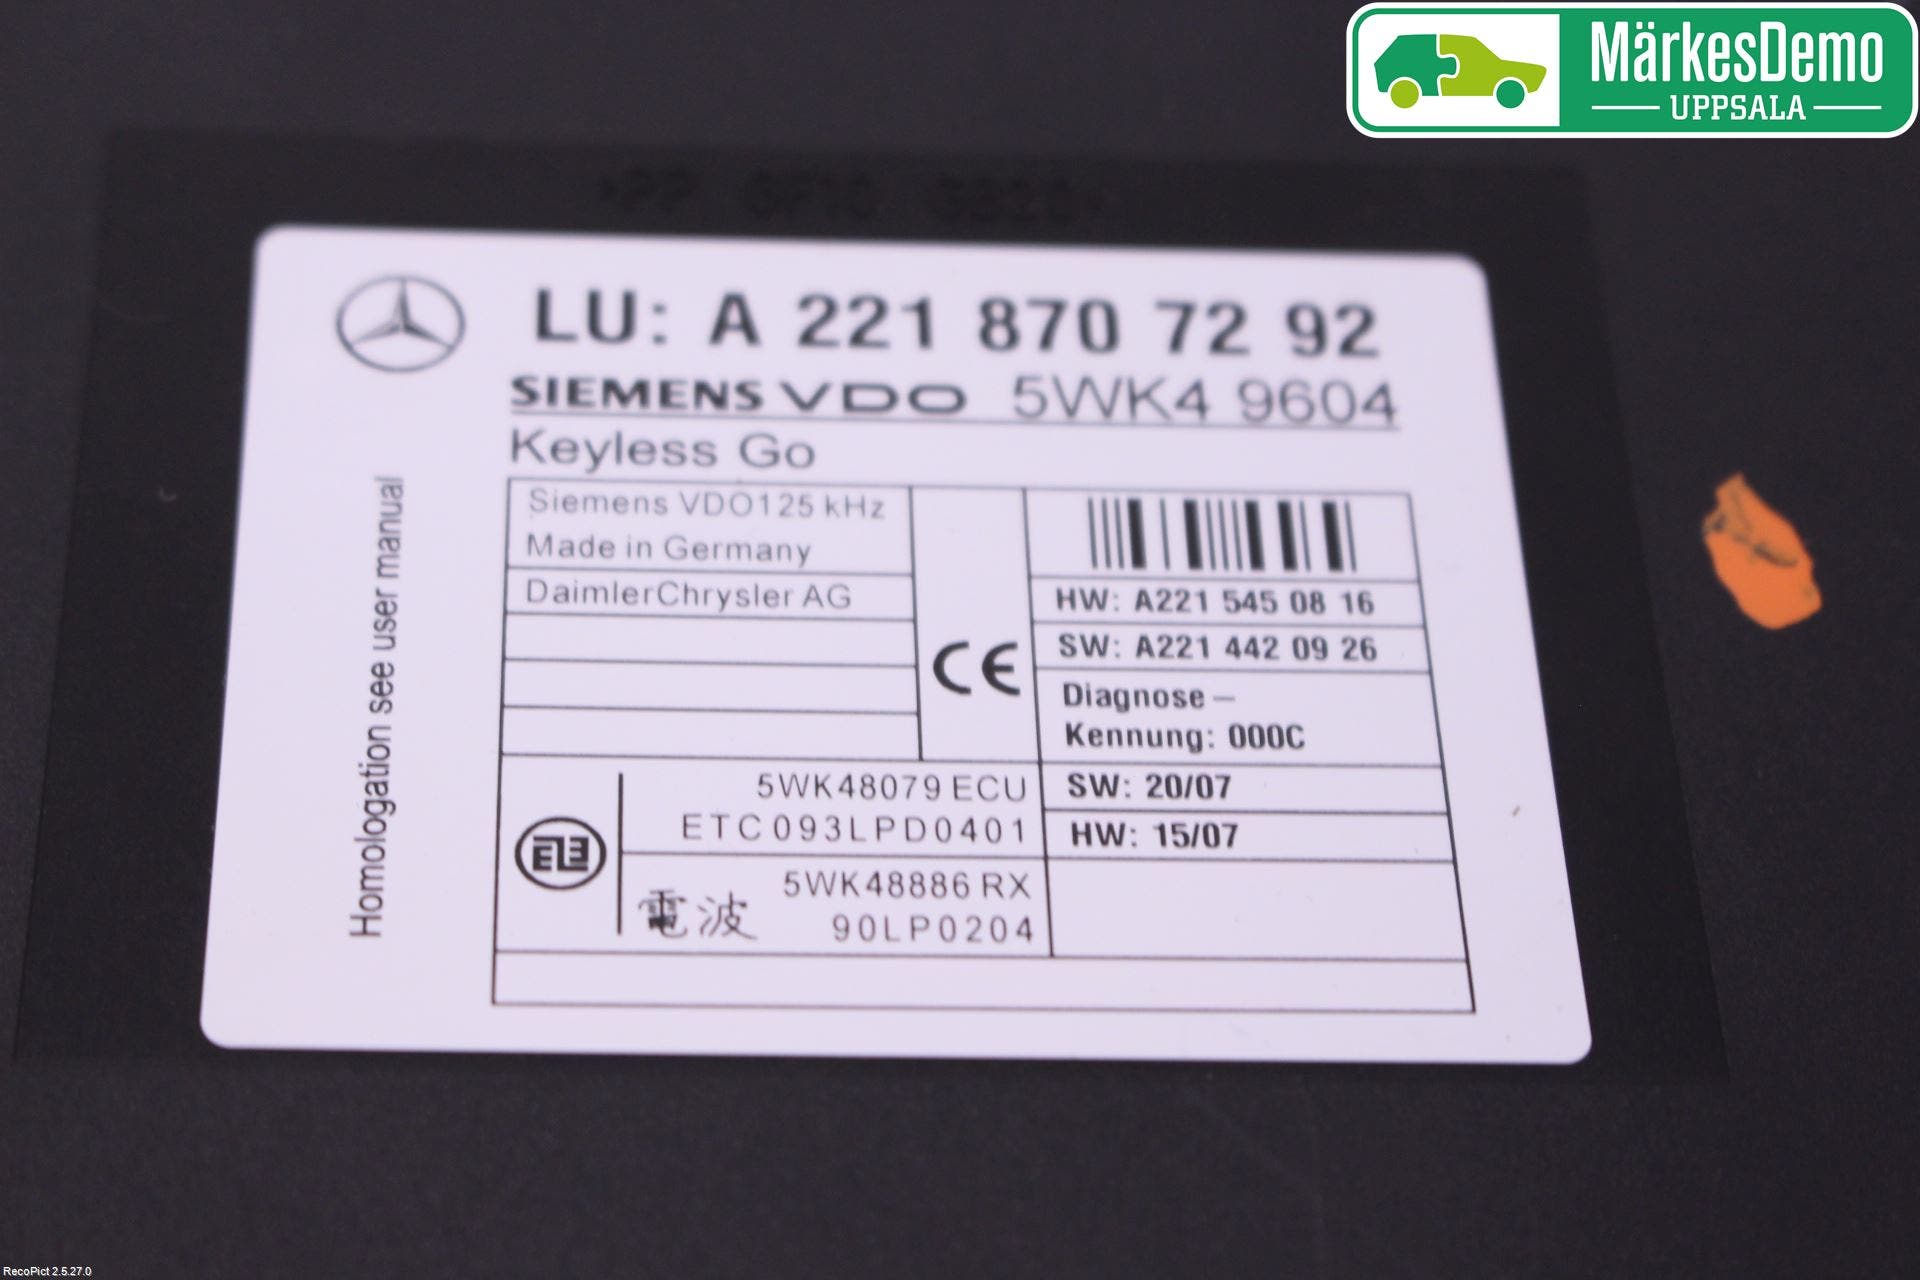 MärkesDemo
UPPSALA
LU: A 221 870 72 92
SIEMENS VDO 5WK4 9604
Keyless Go
Siemens VDO125 kHz
Made in Germany
DaimlerChrysler AG
CE
HW: A221 545 08 16
SW: A221 442 09 26
Diagnose –
Kennung: 000C
SW: 20/07
HW: 15/07
5WK48079 ECU
ETC093LPD0401
5WK48886 RX
電波 90LP0204
Homologation see user manual
RecoPict 2.5.27.0